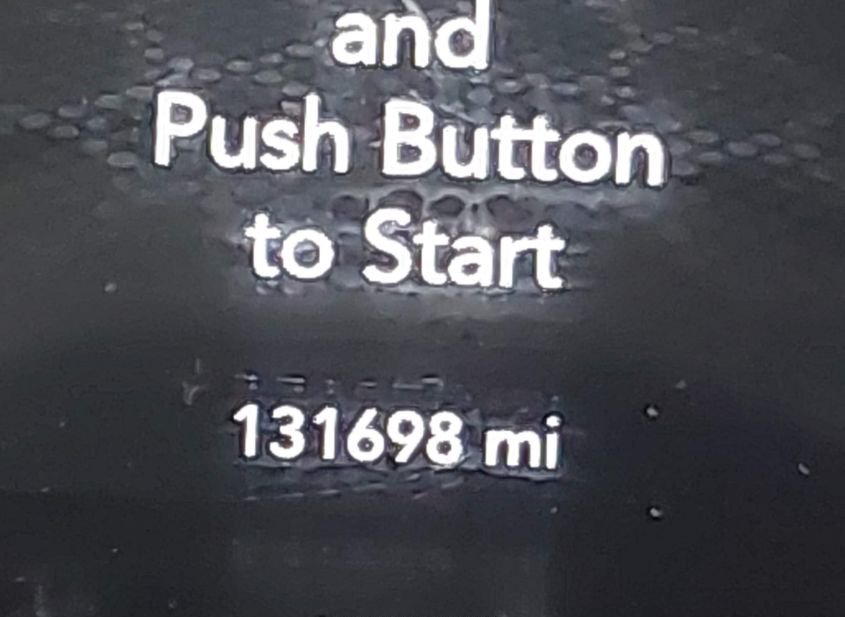 and
Push Button
to Start
131698 mi